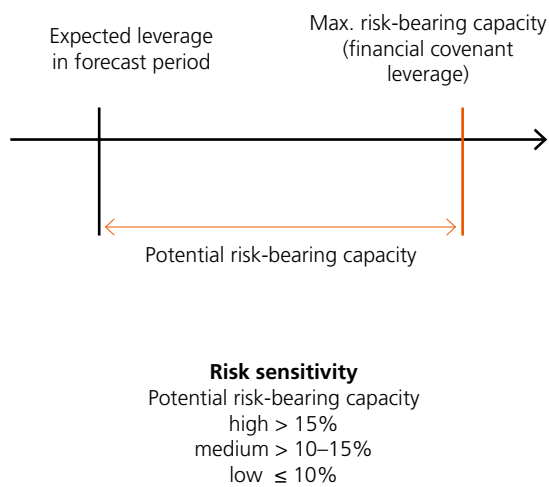 Expected leverage
in forecast period
Max. risk-bearing capacity
(financial covenant
leverage)
Potential risk-bearing capacity
Risk sensitivity
Potential risk-bearing capacity
high > 15%
medium > 10–15%
low ≤ 10%